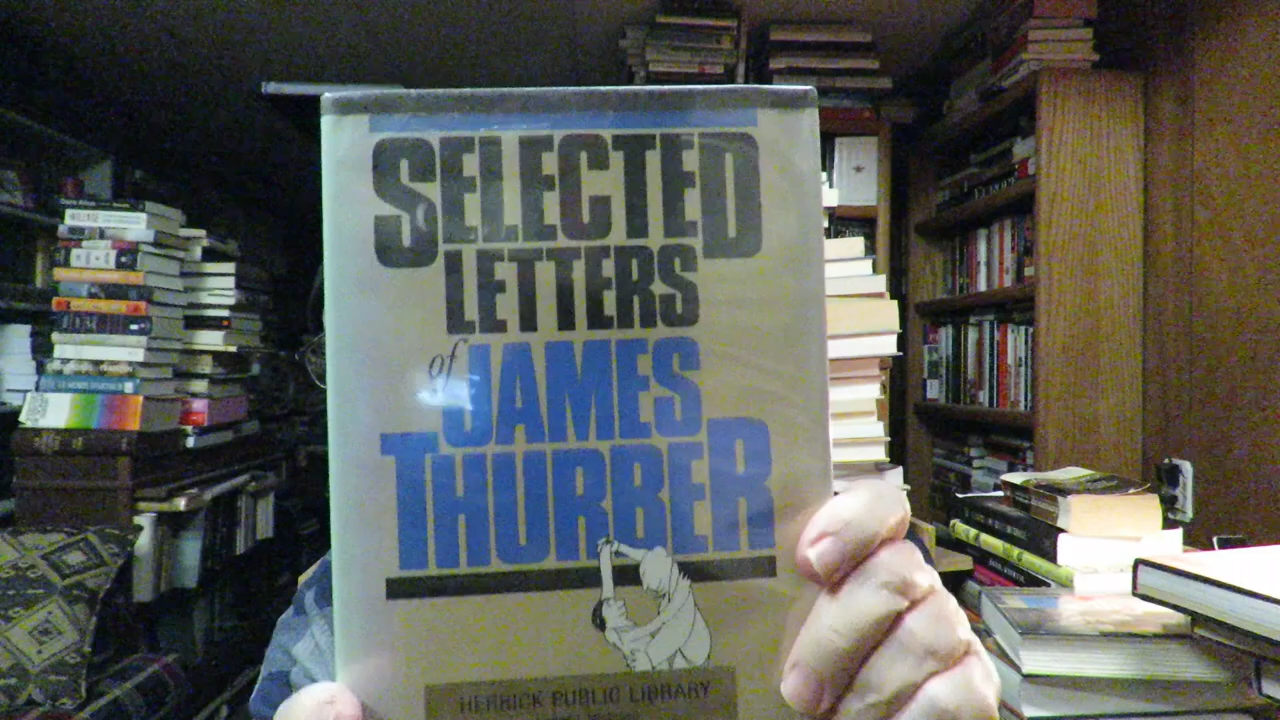 SELECTED
LETTERS
of JAMES
THURBER
HERRICK PUBLIC LIBRARY